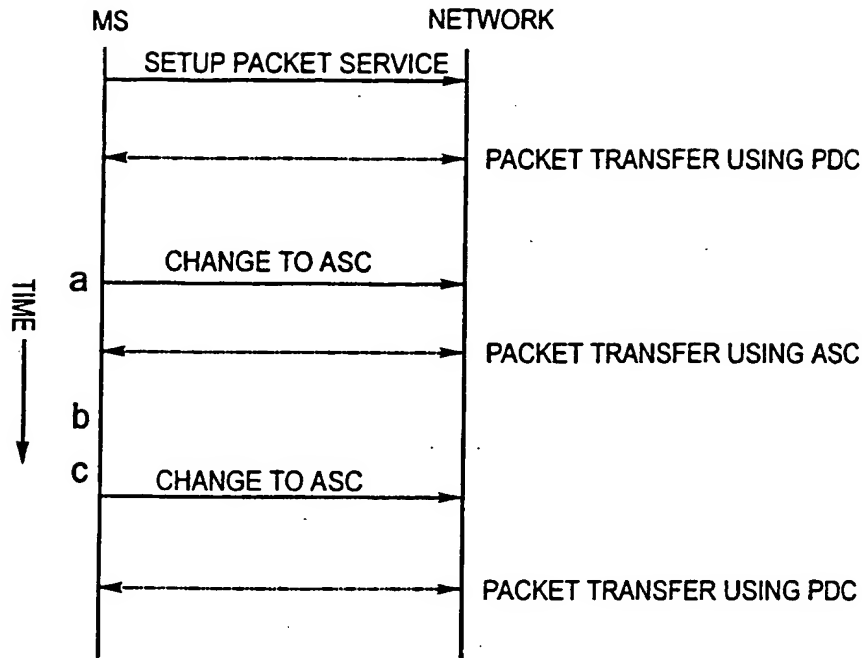 MS
NETWORK
SETUP PACKET SERVICE
PACKET TRANSFER USING PDC
CHANGE TO ASC
a
TIME
PACKET TRANSFER USING ASC
b
c
CHANGE TO ASC
PACKET TRANSFER USING PDC